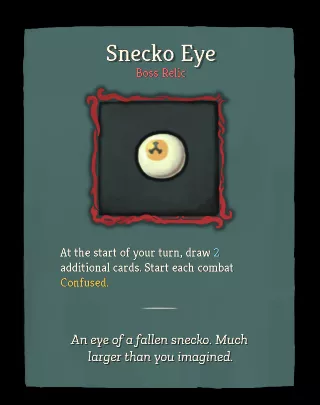 Snecko Eye
Boss Relic
At the start of your turn, draw 2
additional cards. Start each combat
Confused.
An eye of a fallen snecko. Much
larger than you imagined.